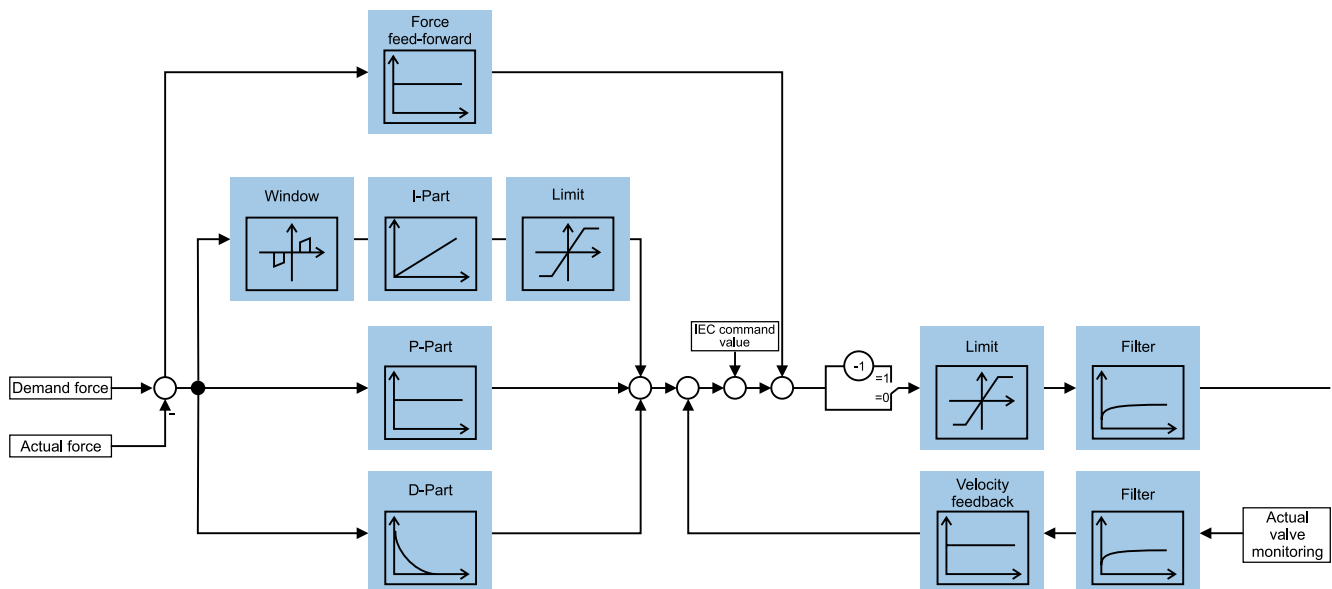 Force
feed-forward
Window
I-Part
Limit
IEC command
value
P-Part
Limit
Filter
-1
=1
=0
Demand force
-
Actual force
D-Part
Velocity
feedback
Filter
Actual
valve
monitoring